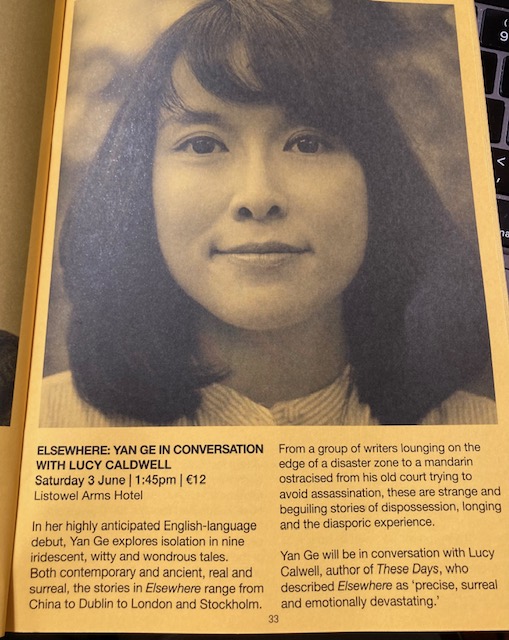 ELSEWHERE: YAN GE IN CONVERSATION
WITH LUCY CALDWELL
Saturday 3 June | 1:45pm | €12
Listowel Arms Hotel
In her highly anticipated English-language
debut, Yan Ge explores isolation in nine
iridescent, witty and wondrous tales.
Both contemporary and ancient, real and
surreal, the stories in Elsewhere range from
China to Dublin to London and Stockholm.
From a group of writers lounging on the
edge of a disaster zone to a mandarin
ostracised from his old court trying to
avoid assassination, these are strange and
beguiling stories of dispossession, longing
and the diasporic experience.
Yan Ge will be in conversation with Lucy
Calwell, author of These Days, who
described Elsewhere as ‘precise, surreal
and emotionally devastating.’
33
(
9
<
,